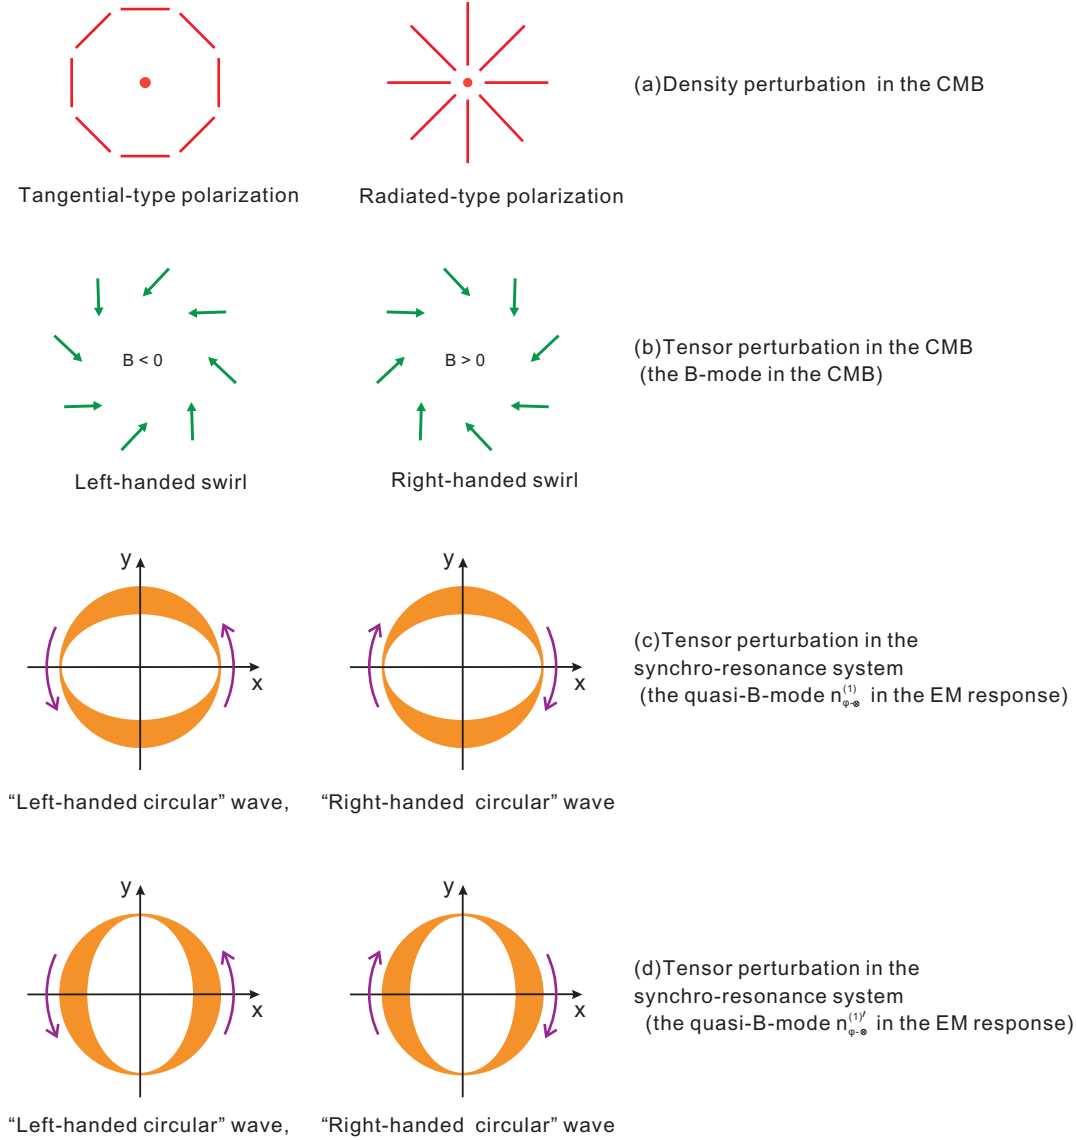 (a)Density perturbation in the CMB
Tangential-type polarization
Radiated-type polarization
B < 0
B > 0
(b)Tensor perturbation in the CMB
(the B-mode in the CMB)
Left-handed swirl
Right-handed swirl
y
x
y
x
(c)Tensor perturbation in the
synchro-resonance system
(the quasi-B-mode n_{φ-⊗}^{(1)} in the EM response)
“Left-handed circular” wave,
“Right-handed circular” wave
y
x
y
x
(d)Tensor perturbation in the
synchro-resonance system
(the quasi-B-mode n_{φ-⊗}^{(1)′} in the EM response)
“Left-handed circular” wave,
“Right-handed circular” wave